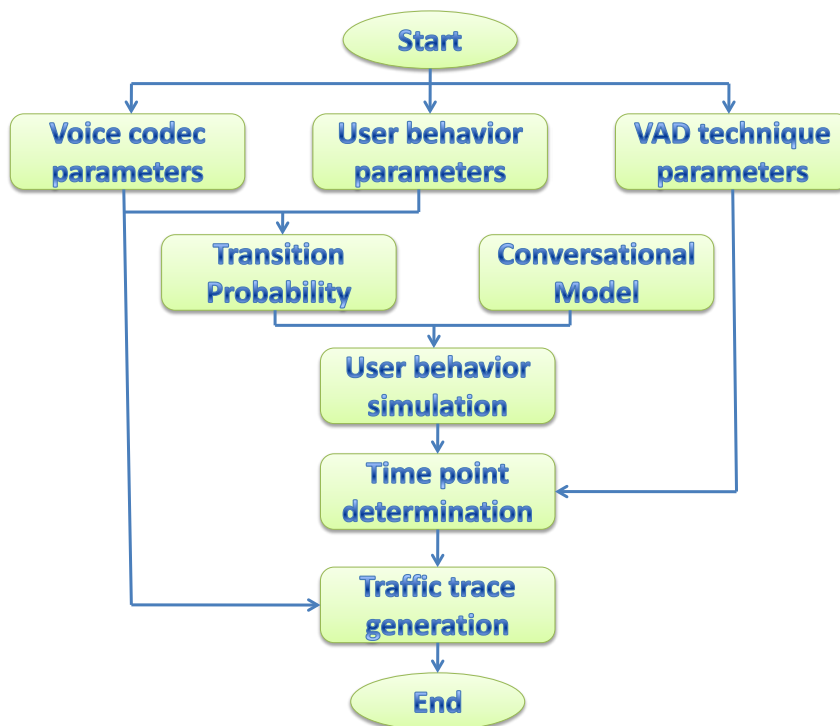 Start
Voice codec
parameters
User behavior
parameters
VAD technique
parameters
Transition
Probability
Conversational
Model
User behavior
simulation
Time point
determination
Traffic trace
generation
End